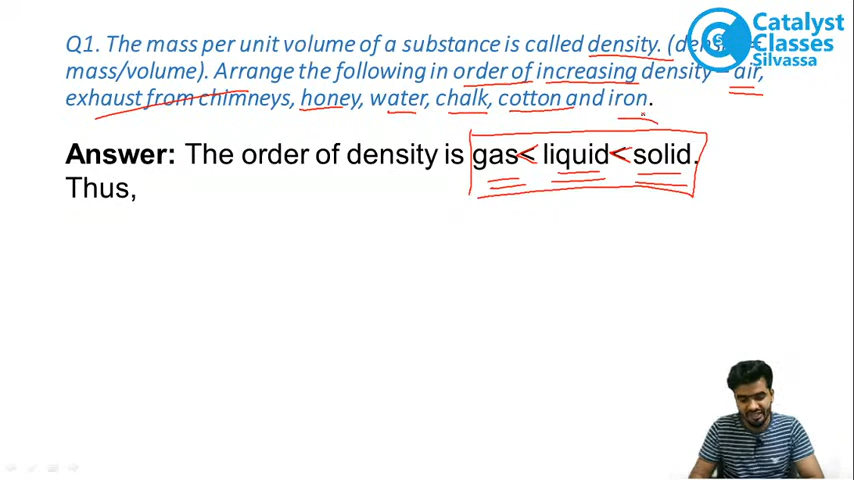 Q1. The mass per unit volume of a substance is called density. (density =
mass/volume). Arrange the following in order of increasing density – air,
exhaust from chimneys, honey, water, chalk, cotton and iron.
Answer: The order of density is gas< liquid< solid.
Thus,
Catalyst
Classes
Silvassa